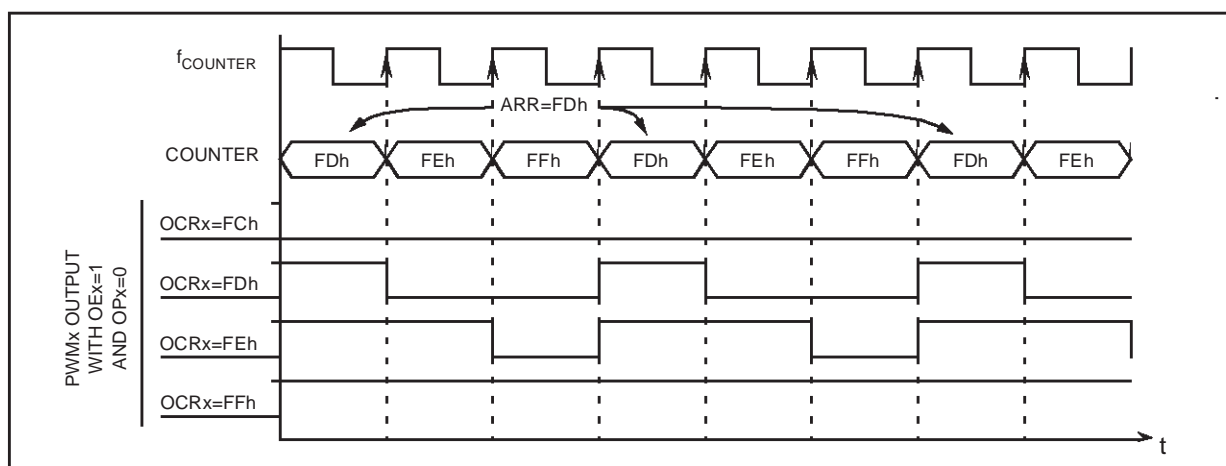 fCOUNTER
ARR=FDh
COUNTER
FDh FEh FFh FDh FEh FFh FDh FEh
PWMx OUTPUT
WITH OEx=1
AND OPx=0
OCRx=FCh
OCRx=FDh
OCRx=FEh
OCRx=FFh
t